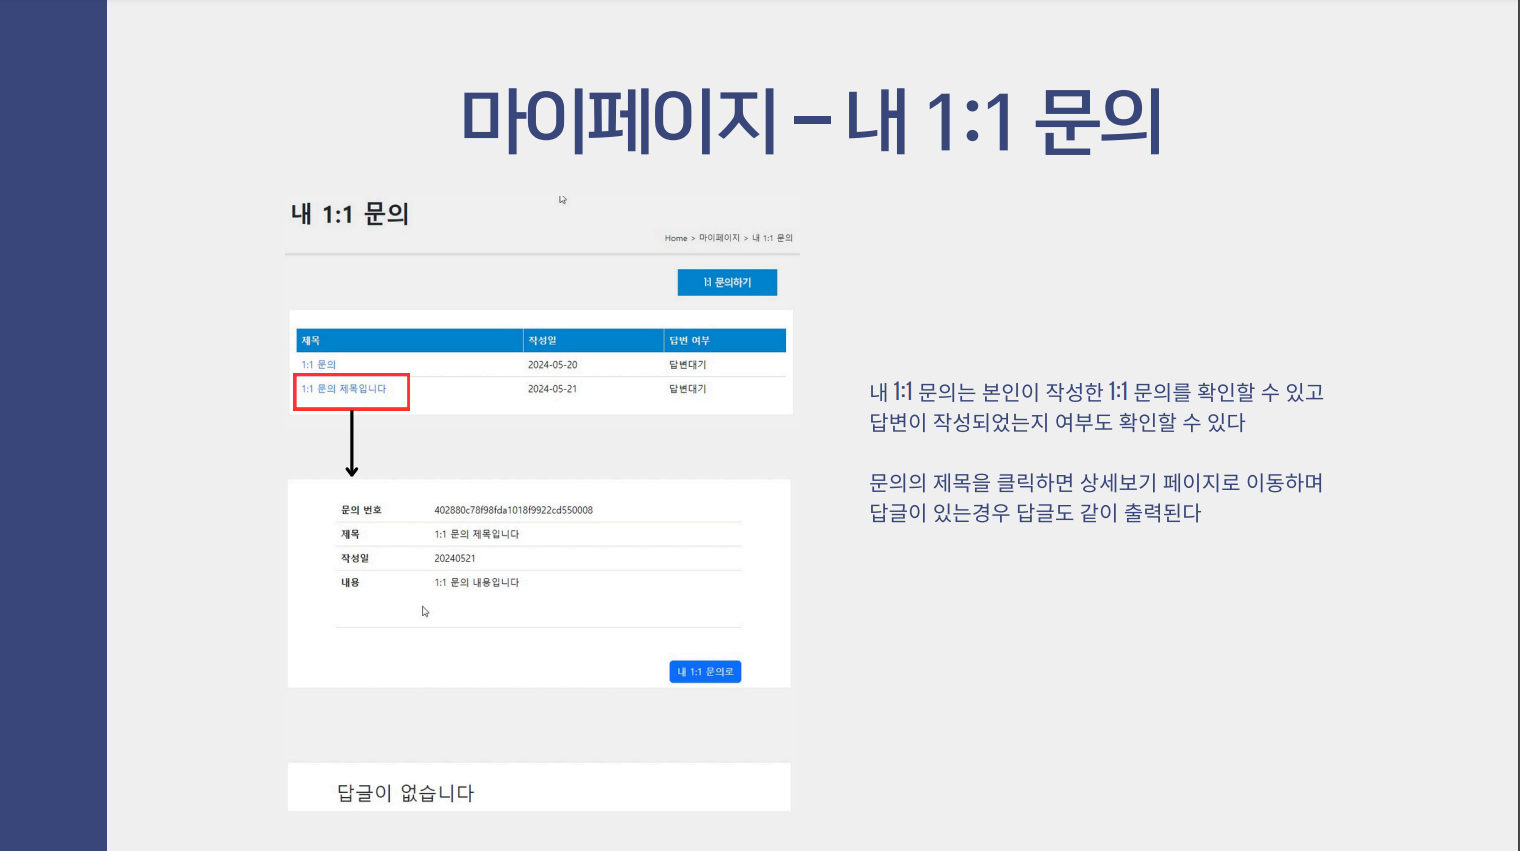 마이페이지 – 내 1:1 문의
내 1:1 문의
Home > 마이페이지 > 내 1:1 문의
1:1 문의하기
제목 작성일 답변 여부
1:1 문의 2024-05-20 답변대기
1:1 문의 제목입니다 2024-05-21 답변대기
문의 번호 402880c78f98fda1018f9922cd550008
제목 1:1 문의 제목입니다
작성일 20240521
내용 1:1 문의 내용입니다
내 1:1 문의로
답글이 없습니다
내 1:1 문의는 본인이 작성한 1:1 문의를 확인할 수 있고
답변이 작성되었는지 여부도 확인할 수 있다
문의의 제목을 클릭하면 상세보기 페이지로 이동하며
답글이 있는경우 답글도 같이 출력된다